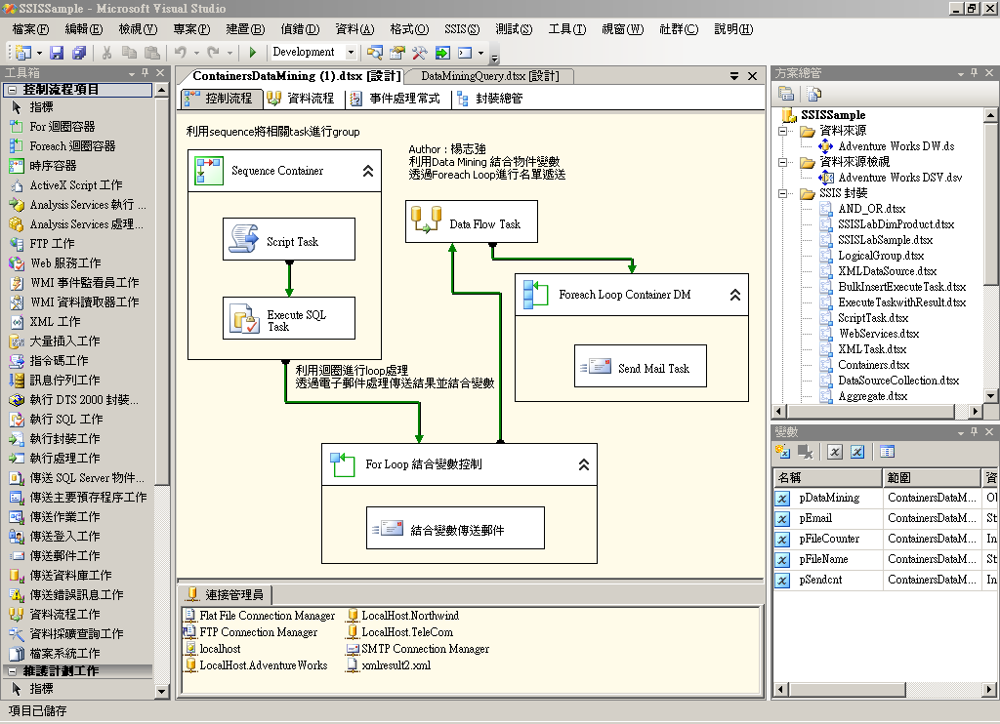 SSISSample - Microsoft Visual Studio
檔案(F) 編輯(E) 檢視(V) 專案(P) 建置(B) 偵錯(D) 資料(A) 格式(O) SSIS(S) 測試(S) 工具(T) 視窗(W) 社群(C) 說明(H)
Development
工具箱
控制流程項目
指標
For 迴圈容器
Foreach 迴圈容器
時序容器
ActiveX Script 工作
Analysis Services 執行 ...
Analysis Services 處理...
FTP 工作
Web 服務工作
WMI 事件監看員工作
WMI 資料讀取器工作
XML 工作
大量插入工作
指令碼工作
訊息佇列工作
執行 DTS 2000 封裝...
執行 SQL 工作
執行封裝工作
執行處理工作
傳送 SQL Server 物件...
傳送主要預存程序工作
傳送作業工作
傳送登入工作
傳送郵件工作
傳送資料庫工作
傳送錯誤訊息工作
資料流程工作
資料採礦查詢工作
檔案系統工作
維護計劃工作
指標
項目已儲存
ContainersDataMining (1).dtsx [設計]
DataMiningQuery.dtsx [設計]
控制流程
資料流程
事件處理常式
封裝總管
利用sequence將相關task進行group
Sequence Container
Script Task
Execute SQL
Task
Author : 楊志強
利用Data Mining 結合物件變數
透過Foreach Loop進行名單遞送
Data Flow Task
Foreach Loop Container DM
Send Mail Task
利用迴圈進行loop處理
透過電子郵件處理傳送結果並結合變數
For Loop 結合變數控制
結合變數傳送郵件
連接管理員
Flat File Connection Manager
FTP Connection Manager
localhost
LocalHost.AdventureWorks
LocalHost.Northwind
LocalHost.TeleCom
SMTP Connection Manager
xmlresult2.xml
方案總管
SSISSample
資料來源
Adventure Works DW.ds
資料來源檢視
Adventure Works DSV.dsv
SSIS 封裝
AND_OR.dtsx
SSISLabDimProduct.dtsx
SSISLabSample.dtsx
LogicalGroup.dtsx
XMLDataSource.dtsx
BulkInsertExecuteTask.dtsx
ExecuteTaskwithResult.dtsx
ScriptTask.dtsx
WebServices.dtsx
XMLTask.dtsx
Containers.dtsx
DataSourceCollection.dtsx
Aggregate.dtsx
變數
名稱 範圍 資
pDataMining ContainersDataM... Ol
pEmail ContainersDataM... St
pFileCounter ContainersDataM... In
pFileName ContainersDataM... St
pSendcnt ContainersDataM... In